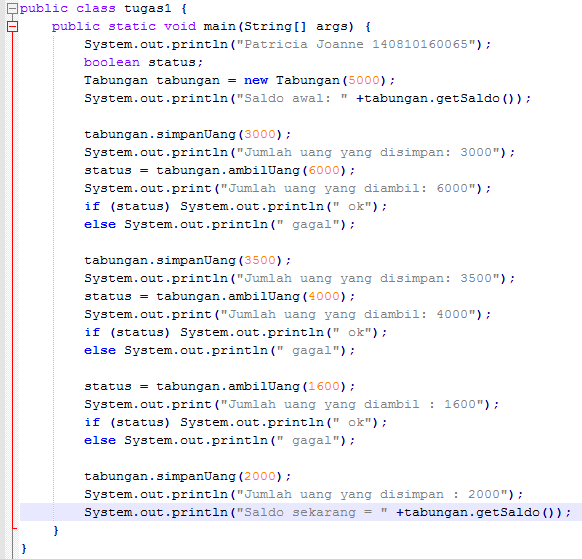 public class tugas1 {
public static void main(String[] args) {
System.out.println("Patricia Joanne 140810160065");
boolean status;
Tabungan tabungan = new Tabungan(5000);
System.out.println("Saldo awal: " +tabungan.getSaldo());
tabungan.simpanUang(3000);
System.out.println("Jumlah uang yang disimpan: 3000");
status = tabungan.ambilUang(6000);
System.out.print("Jumlah uang yang diambil: 6000");
if (status) System.out.println(" ok");
else System.out.println(" gagal");
tabungan.simpanUang(3500);
System.out.println("Jumlah uang yang disimpan: 3500");
status = tabungan.ambilUang(4000);
System.out.print("Jumlah uang yang diambil: 4000");
if (status) System.out.println(" ok");
else System.out.println(" gagal");
status = tabungan.ambilUang(1600);
System.out.print("Jumlah uang yang diambil : 1600");
if (status) System.out.println(" ok");
else System.out.println(" gagal");
tabungan.simpanUang(2000);
System.out.println("Jumlah uang yang disimpan : 2000");
System.out.println("Saldo sekarang = " +tabungan.getSaldo());
}
}